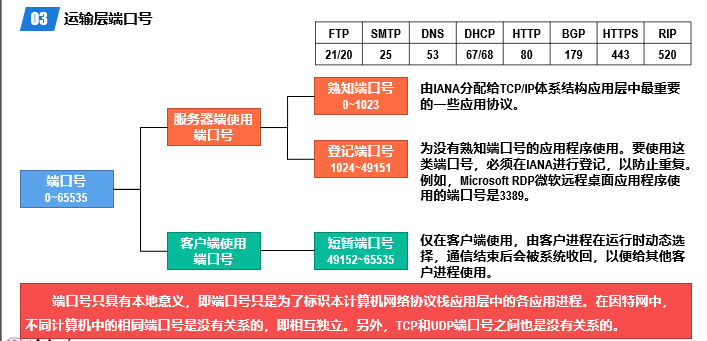 03 运输层端口号
FTP SMTP DNS DHCP HTTP BGP HTTPS RIP
21/20 25 53 67/68 80 179 443 520
熟知端口号
0~1023
由IANA分配给TCP/IP体系结构应用层中最重要
的一些应用协议。
服务器端使用
端口号
登记端口号
1024~49151
为没有熟知端口号的应用程序使用。要使用这
类端口号，必须在IANA进行登记，以防止重复。
例如，Microsoft RDP微软远程桌面应用程序使
用的端口号是3389。
端口号
0~65535
客户端使用
端口号
短暂端口号
49152~65535
仅在客户端使用，由客户进程在运行时动态选
择，通信结束后会被系统收回，以便给其他客
户进程使用。
端口号只具有本地意义，即端口号只是为了标识本计算机网络协议栈应用层中的各应用进程。在因特网中，
不同计算机中的相同端口号是没有关系的，即相互独立。另外，TCP和UDP端口号之间也是没有关系的。